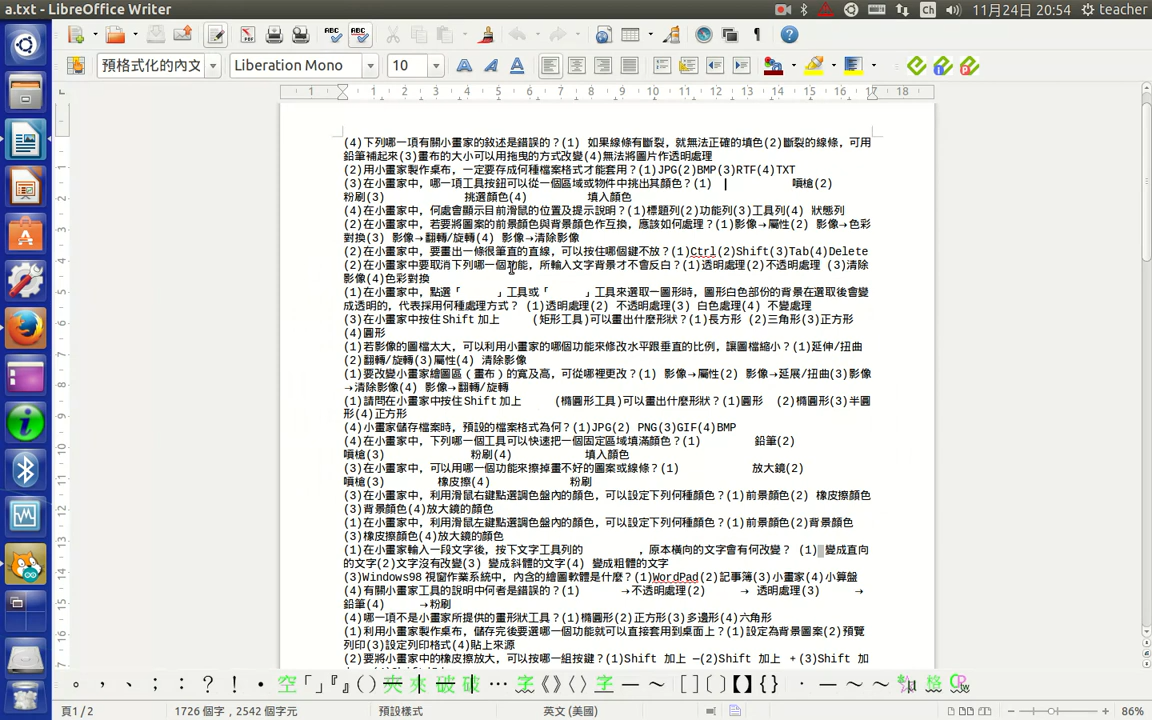 a.txt - LibreOffice Writer
Ch
11月24日 20:54 teacher
預格式化的內文
Liberation Mono
10
1 1 2 3 4 5 6 7 8 9 10 11 12 13 14 15 16 17 18
(4)下列哪一項有關小畫家的敘述是錯誤的？(1) 如果線條有斷裂，就無法正確的填色(2)斷裂的線條，可用
鉛筆補起來(3)畫布的大小可以用拖曳的方式改變(4)無法將圖片作透明處理
(2)用小畫家製作桌布，一定要存成何種檔案格式才能套用？(1)JPG(2)BMP(3)RTF(4)TXT
(3)在小畫家中，哪一項工具按鈕可以從一個區域或物件中挑出其顏色？(1) 噴槍(2)
粉刷(3) 挑選顏色(4) 填入顏色
(4)在小畫家中，何處會顯示目前滑鼠的位置及提示說明？(1)標題列(2)功能列(3)工具列(4) 狀態列
(2)在小畫家中，若要將圖案的前景顏色與背景顏色作互換，應該如何處理？(1)影像→屬性(2) 影像→色彩
對換(3) 影像→翻轉/旋轉(4) 影像→清除影像
(2)在小畫家中，要畫出一條很筆直的直線，可以按住哪個鍵不放？(1)Ctrl(2)Shift(3)Tab(4)Delete
(2)在小畫家中要取消下列哪一個功能，所輸入文字背景才不會反白？(1)透明處理(2)不透明處理 (3)清除
影像(4)色彩對換
(1)在小畫家中，點選「 」工具或「 」工具來選取一圖形時，圖形白色部份的背景在選取後會變
成透明的，代表採用何種處理方式？ (1)透明處理(2) 不透明處理(3) 白色處理(4) 不變處理
(3)在小畫家中按住Shift 加上 (矩形工具)可以畫出什麼形狀？(1)長方形 (2)三角形(3)正方形
(4)圓形
(1)若影像的圖檔太大，可以利用小畫家的哪個功能來修改水平跟垂直的比例，讓圖檔縮小？(1)延伸/扭曲
(2)翻轉/旋轉(3)屬性(4) 清除影像
(1)要改變小畫家繪圖區（畫布）的寬及高，可從哪裡更改？(1) 影像→屬性(2) 影像→延展/扭曲(3)影像
→清除影像(4) 影像→翻轉/旋轉
(1)請問在小畫家中按住Shift 加上 (橢圓形工具)可以畫出什麼形狀？(1)圓形 (2)橢圓形(3)半圓
形(4)正方形
(4)小畫家儲存檔案時，預設的檔案格式為何？(1)JPG(2) PNG(3)GIF(4)BMP
(4)在小畫家中，下列哪一個工具可以快速把一個固定區域填滿顏色？(1) 鉛筆(2)
噴槍(3) 粉刷(4) 填入顏色
(3)在小畫家中，可以用哪一個功能來擦掉畫不好的圖案或線條？(1) 放大鏡(2)
噴槍(3) 橡皮擦(4) 粉刷
(3)在小畫家中，利用滑鼠右鍵點選調色盤內的顏色，可以設定下列何種顏色？(1)前景顏色(2) 橡皮擦顏色
(3)背景顏色(4)放大鏡的顏色
(1)在小畫家中，利用滑鼠左鍵點選調色盤內的顏色，可以設定下列何種顏色？(1)前景顏色(2)背景顏色
(3)橡皮擦顏色(4)放大鏡的顏色
(1)在小畫家輸入一段文字後，按下文字工具列的 ，原本橫向的文字會有何改變？ (1) 變成直向
的文字(2)文字沒有改變(3) 變成斜體的文字(4) 變成粗體的文字
(3)Windows98視窗作業系統中，內含的繪圖軟體是什麼？(1)WordPad(2)記事簿(3)小畫家(4)小算盤
(4)有關小畫家工具的說明中何者是錯誤的？(1) →不透明處理(2) → 透明處理(3) →
鉛筆(4) →粉刷
(4)哪一項不是小畫家所提供的畫形狀工具？(1)橢圓形(2)正方形(3)多邊形(4)六角形
(1)利用小畫家製作桌布，儲存完後要選哪一個功能就可以直接套用到桌面上？(1)設定為背景圖案(2)預覽
列印(3)設定列印格式(4)貼上來源
(2)要將小畫家中的橡皮擦放大，可以按哪一組按鍵？(1)Shift 加上 —(2)Shift 加上 +(3)Shift 加
。 ， 、 ； ： ？ ！ • 空「」『』() 夾 夾 破 破 … 字《》〈〉字 — ～ []〔〕【】{} · — ～ ～ 格
頁1/2 1726 個字，2542 個字元 預設樣式 英文 (美國) 86%